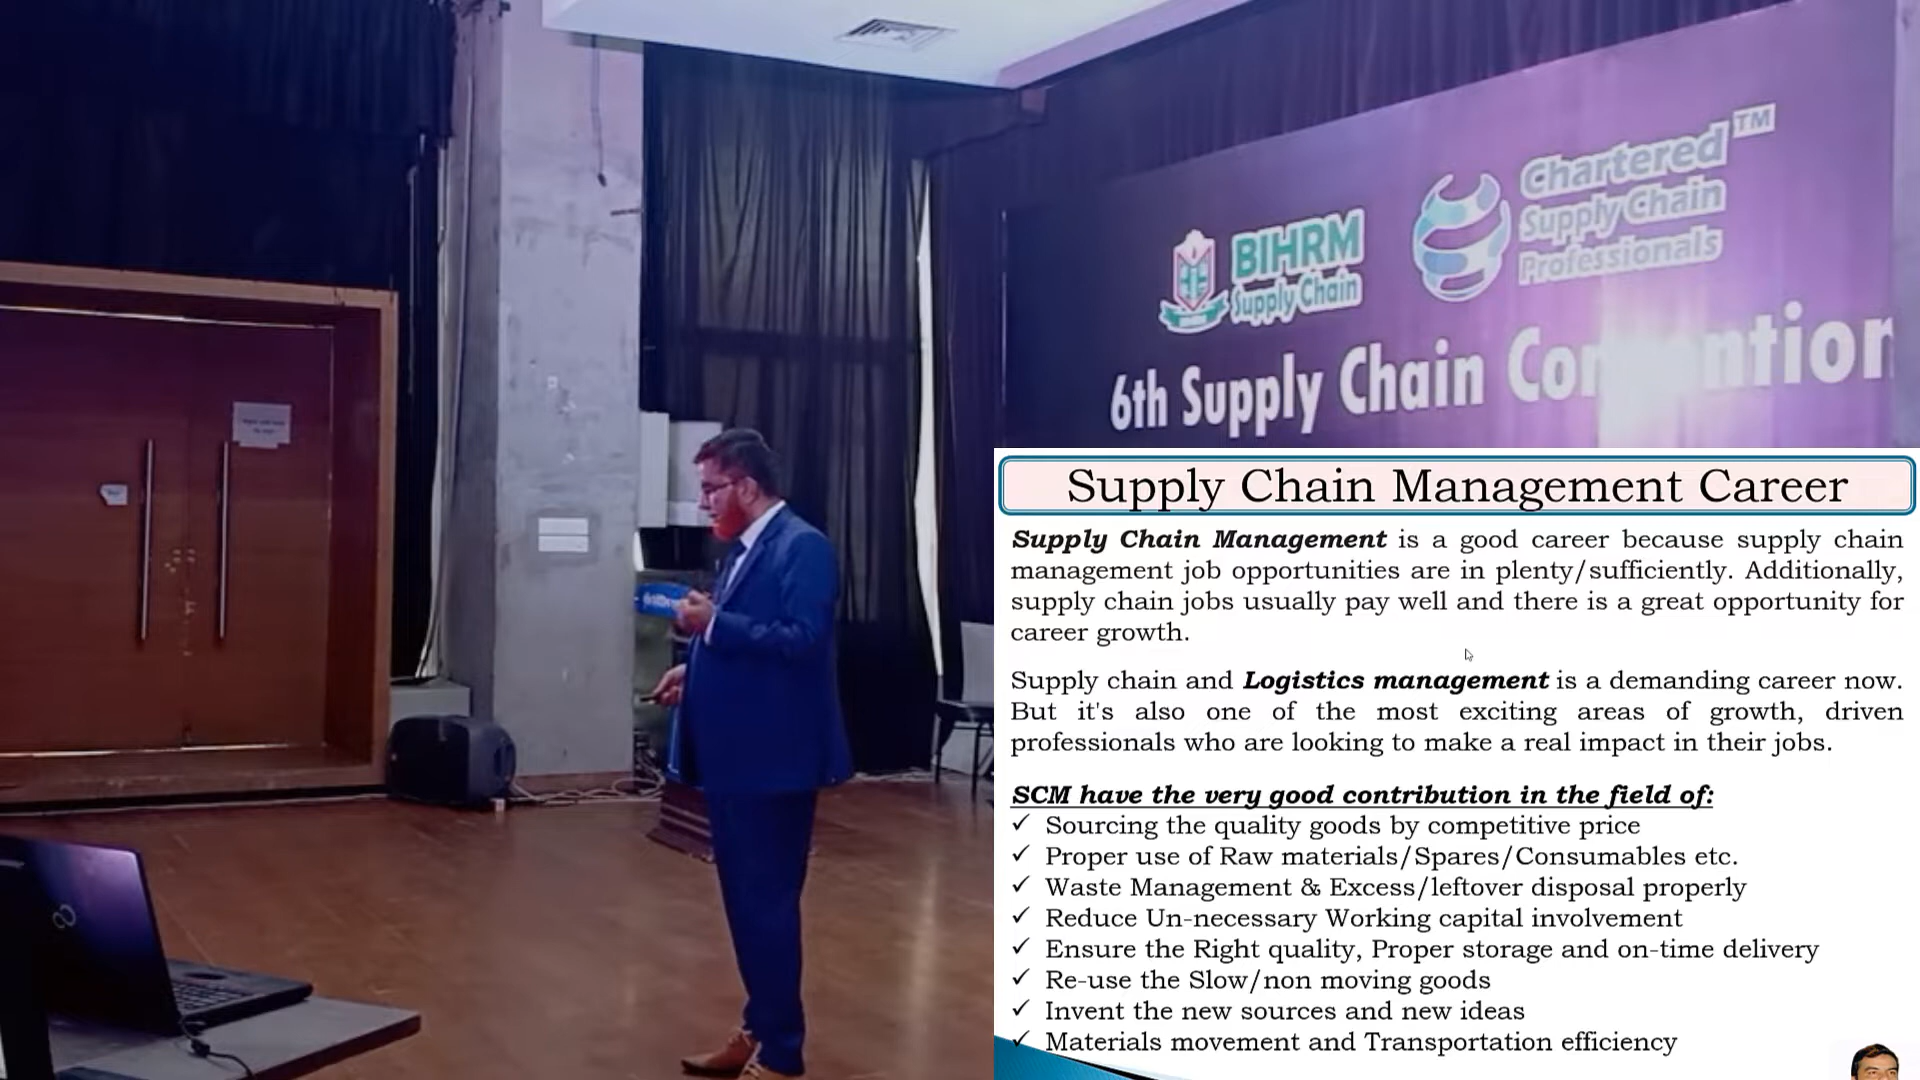 BIHRM
Supply Chain
Chartered TM
Supply Chain
Professionals
6th Supply Chain Convention
Supply Chain Management Career
Supply Chain Management is a good career because supply chain
management job opportunities are in plenty/sufficiently. Additionally,
supply chain jobs usually pay well and there is a great opportunity for
career growth.
Supply chain and Logistics management is a demanding career now.
But it's also one of the most exciting areas of growth, driven
professionals who are looking to make a real impact in their jobs.
SCM have the very good contribution in the field of:
✓ Sourcing the quality goods by competitive price
✓ Proper use of Raw materials/Spares/Consumables etc.
✓ Waste Management & Excess/leftover disposal properly
✓ Reduce Un-necessary Working capital involvement
✓ Ensure the Right quality, Proper storage and on-time delivery
✓ Re-use the Slow/non moving goods
✓ Invent the new sources and new ideas
✓ Materials movement and Transportation efficiency